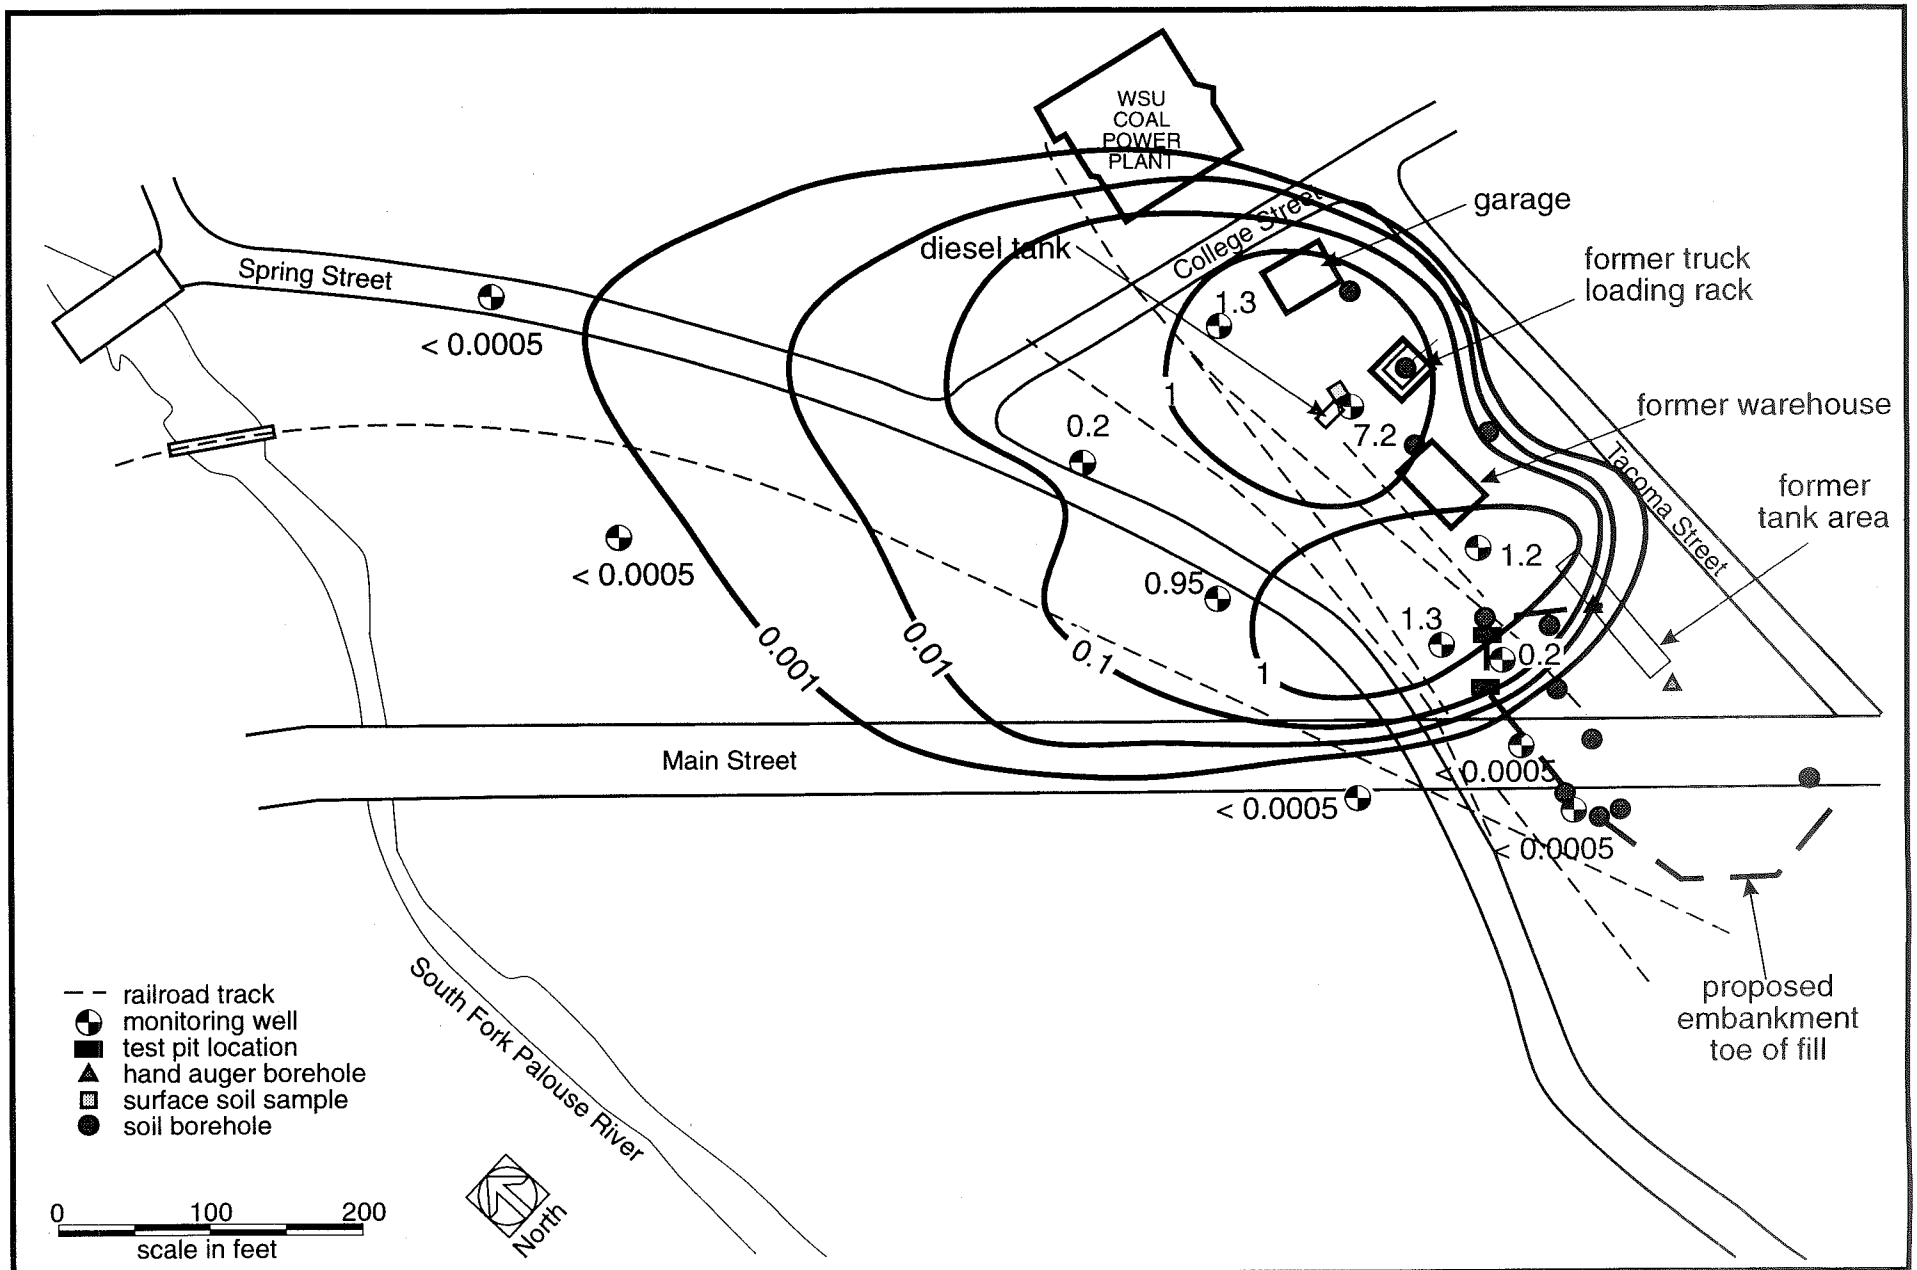 WSU
COAL
POWER
PLANT
garage
College Street
diesel tank
former truck
loading rack
Spring Street
< 0.0005
1.3
1
former warehouse
0.2
7.2
Tacoma Street
former
tank area
< 0.0005
0.95
1.2
1.3
0.2
0.001
0.01
0.1
1
Main Street
< 0.0005
< 0.0005
< 0.0005
proposed
embankment
toe of fill
South Fork Palouse River
railroad track
monitoring well
test pit location
hand auger borehole
surface soil sample
soil borehole
0 100 200
scale in feet
North